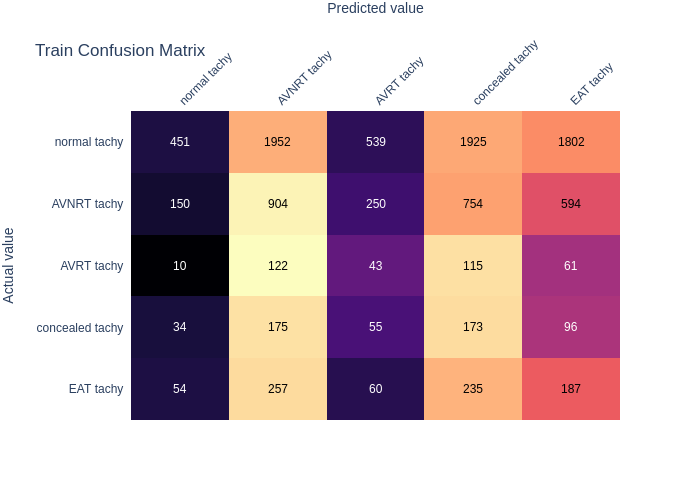 Predicted value
Train Confusion Matrix
normal tachy AVNRT tachy AVRT tachy concealed tachy EAT tachy
normal tachy 451 1952 539 1925 1802
AVNRT tachy 150 904 250 754 594
AVRT tachy 10 122 43 115 61
concealed tachy 34 175 55 173 96
EAT tachy 54 257 60 235 187
Actual value